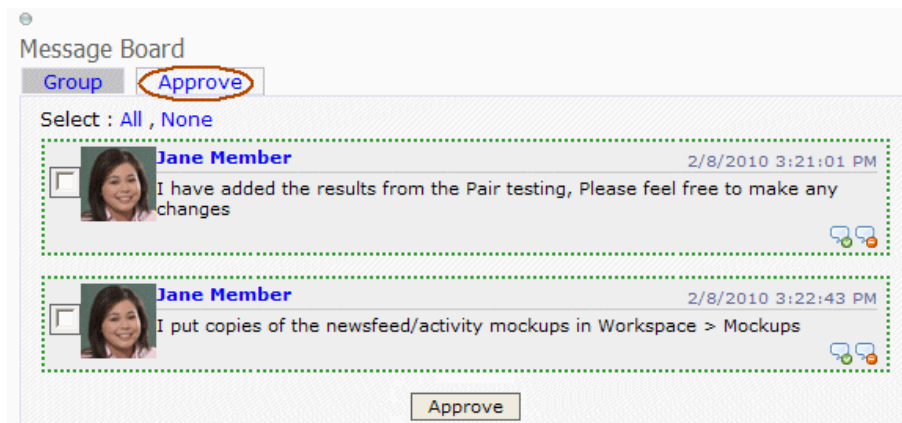 Message Board
Group Approve
Select : All , None
Jane Member 2/8/2010 3:21:01 PM
I have added the results from the Pair testing, Please feel free to make any
changes
Jane Member 2/8/2010 3:22:43 PM
I put copies of the newsfeed/activity mockups in Workspace > Mockups
Approve